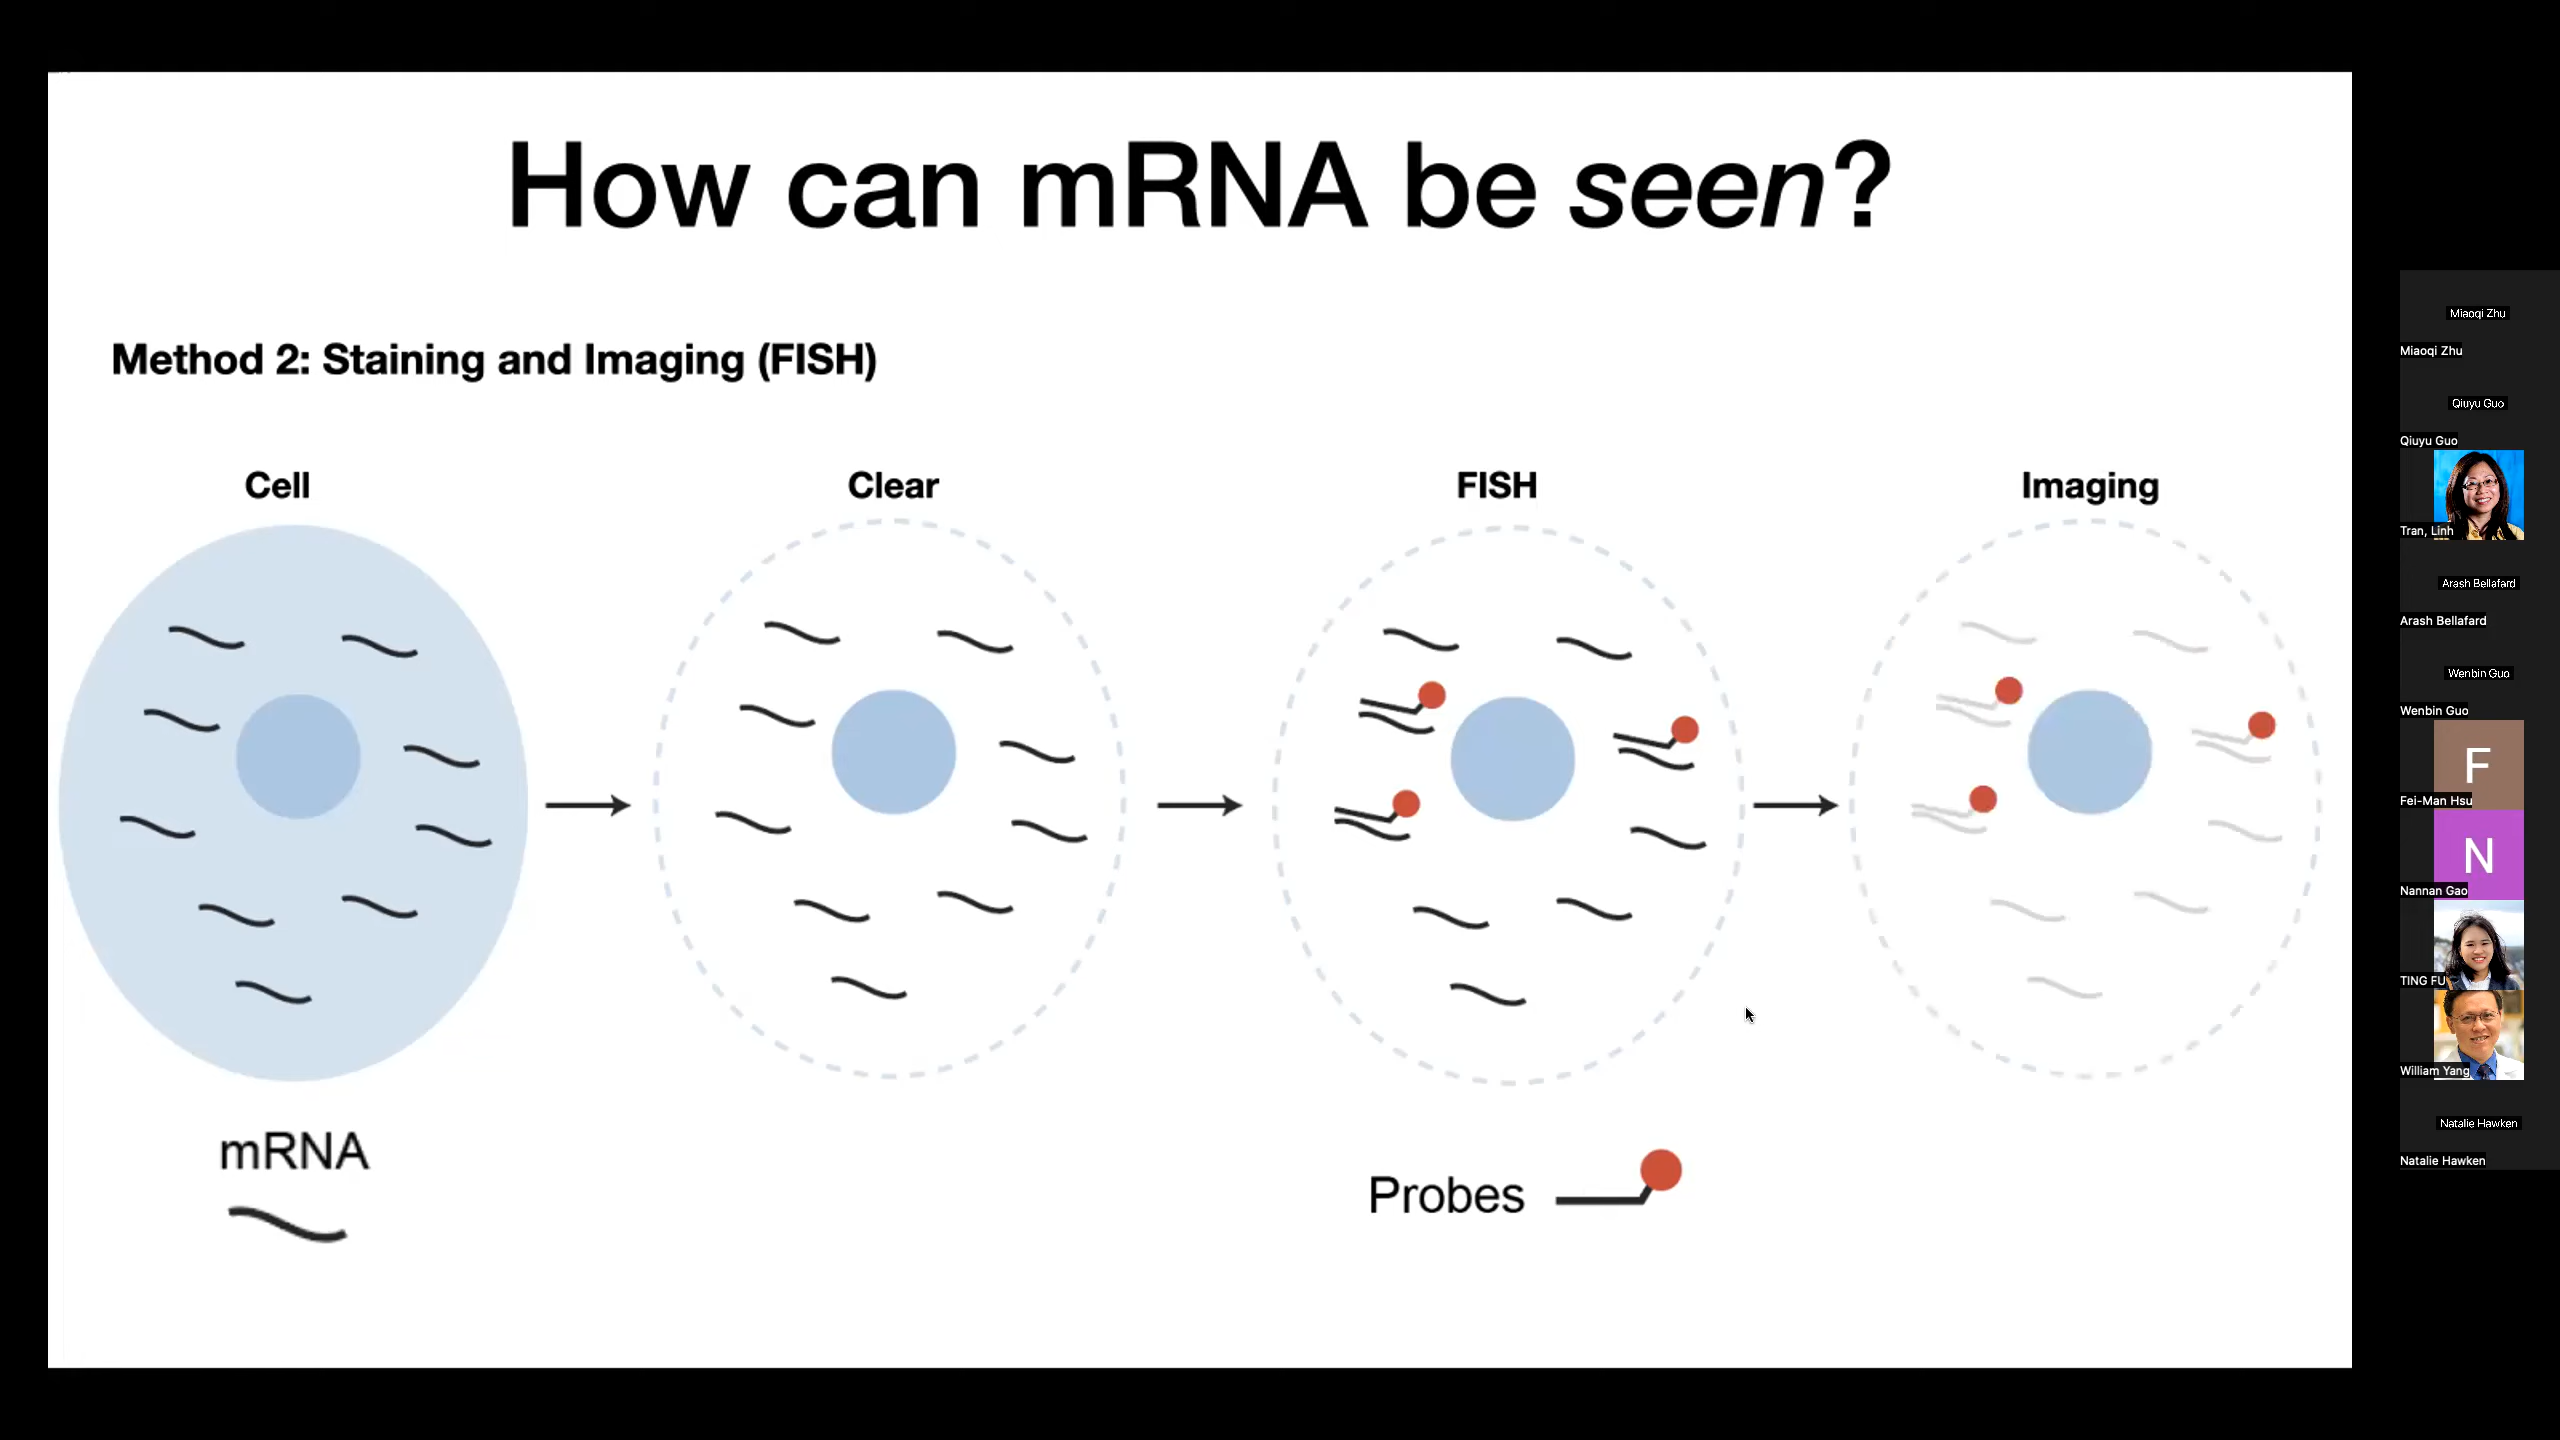 How can mRNA be seen?
Method 2: Staining and Imaging (FISH)
Cell
Clear
FISH
Imaging
mRNA
Probes
Miaoqi Zhu
Miaoqi Zhu
Qiuyu Guo
Qiuyu Guo
Tran, Linh
Arash Bellafard
Arash Bellafard
Wenbin Guo
Wenbin Guo
F
Fei-Man Hsu
N
Nannan Gao
TING FU
William Yang
Natalie Hawken
Natalie Hawken